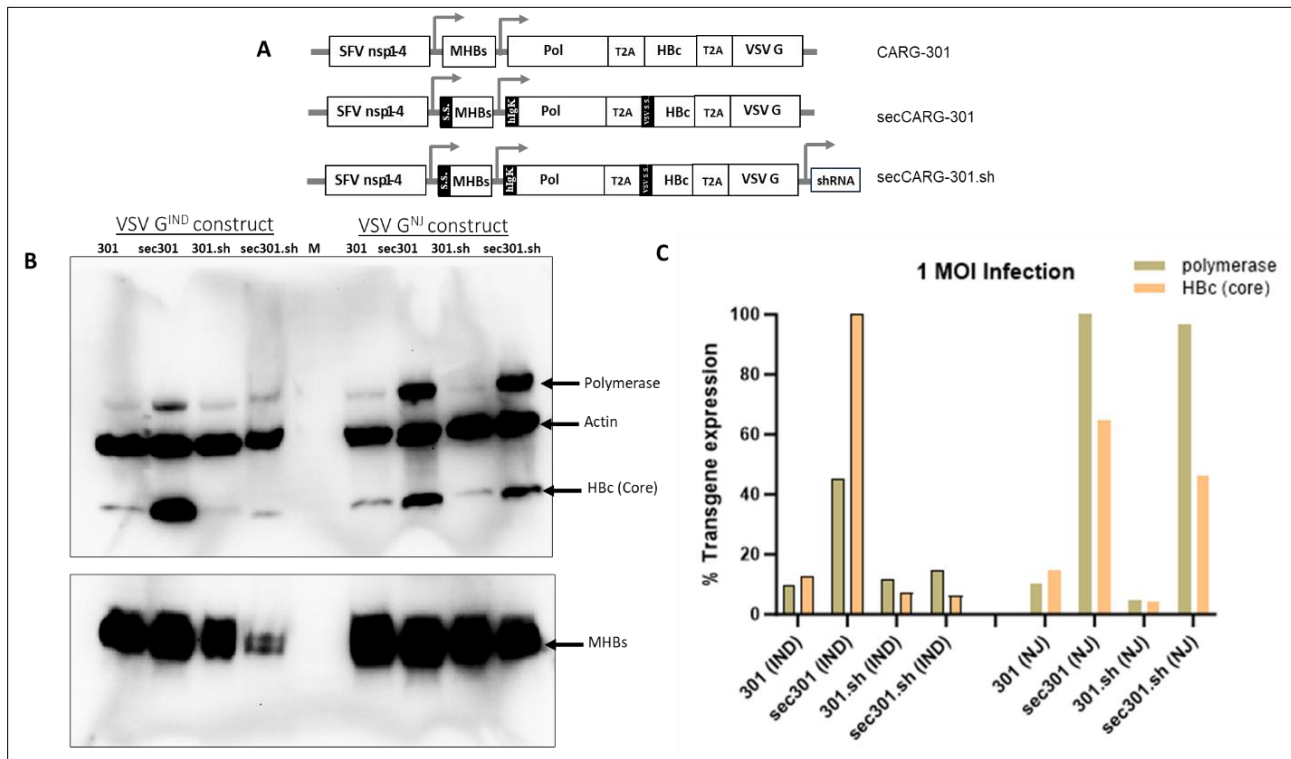 A
SFV nsp1-4 MHBs Pol T2A HBc T2A VSV G CARG-301
SFV nsp1-4 s.s. MHBs hIgK Pol T2A VSV S.S. HBc T2A VSV G secCARG-301
SFV nsp1-4 s.s. MHBs hIgK Pol T2A VSV S.S. HBc T2A VSV G shRNA secCARG-301.sh
B
VSV G^IND construct VSV G^NJ construct
301 sec301 301.sh sec301.sh M 301 sec301 301.sh sec301.sh
Polymerase
Actin
HBc (Core)
MHBs
C
1 MOI Infection
polymerase
HBc (core)
% Transgene expression
100
80
60
40
20
0
301 (IND)
sec301 (IND)
301.sh (IND)
sec301.sh (IND)
301 (NJ)
sec301 (NJ)
301.sh (NJ)
sec301.sh (NJ)